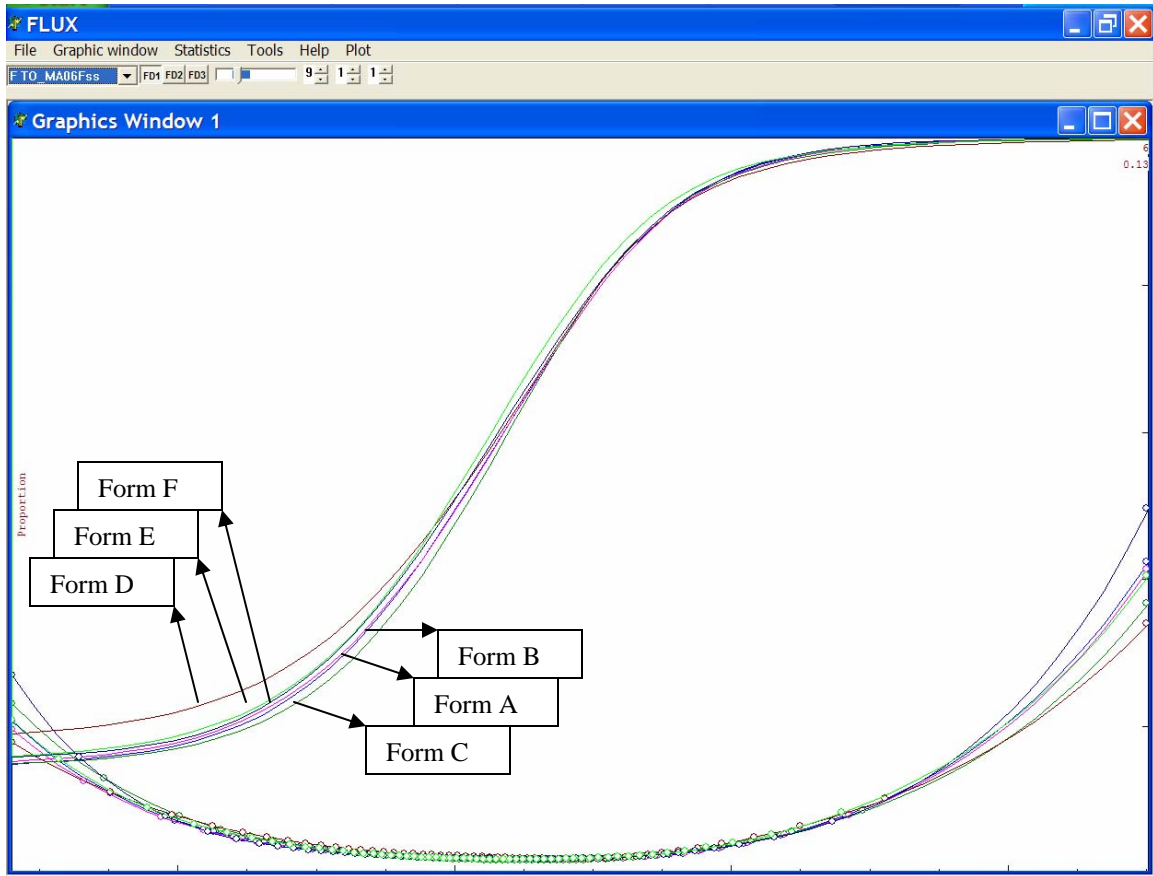 FLUX
File Graphic window Statistics Tools Help Plot
F TO_MA06Fss FD1 FD2 FD3 9 1 1
Graphics Window 1
6
0.13
Proportion
Form F
Form E
Form D
Form B
Form A
Form C